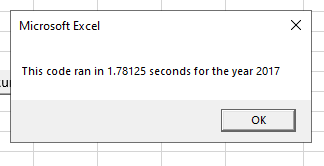 Microsoft Excel
This code ran in 1.78125 seconds for the year 2017
OK